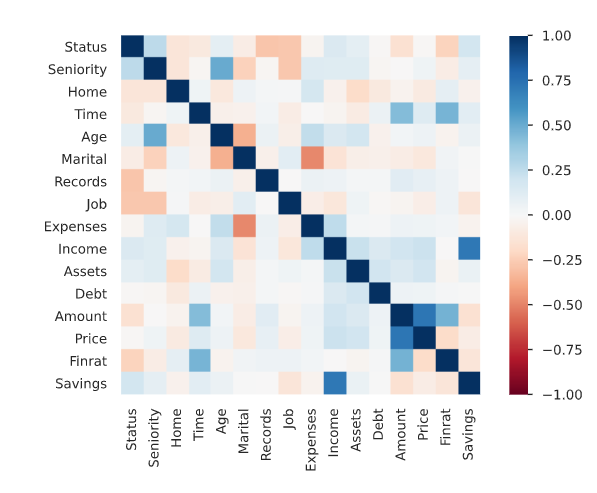 Status
Seniority
Home
Time
Age
Marital
Records
Job
Expenses
Income
Assets
Debt
Amount
Price
Finrat
Savings
Status
Seniority
Home
Time
Age
Marital
Records
Job
Expenses
Income
Assets
Debt
Amount
Price
Finrat
Savings
1.00
0.75
0.50
0.25
0.00
−0.25
−0.50
−0.75
−1.00